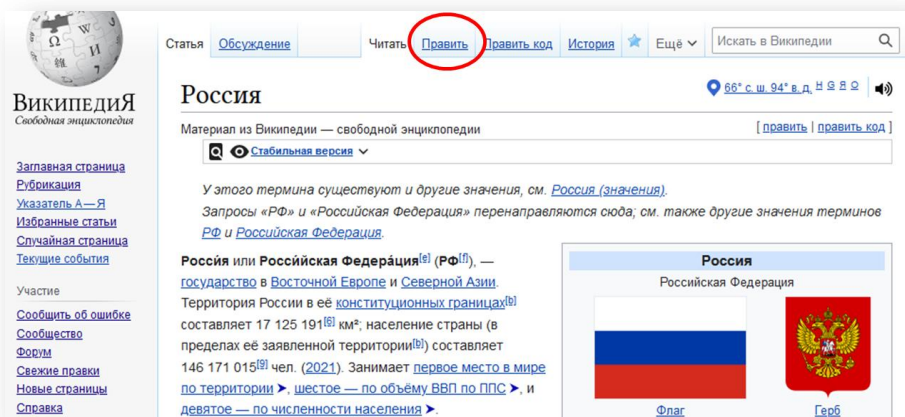 Статья Обсуждение Читать Править Править код История Ещё Искать в Википедии
ВикипедиЯ
Свободная энциклопедия
Заглавная страница
Рубрикация
Указатель А — Я
Избранные статьи
Случайная страница
Текущие события
Участие
Сообщить об ошибке
Сообщество
Форум
Свежие правки
Новые страницы
Справка
Россия
66° с. ш. 94° в. д. H G Я O
Материал из Википедии — свободной энциклопедии
[ править | править код ]
Стабильная версия
У этого термина существуют и другие значения, см. Россия (значения).
Запросы «РФ» и «Российская Федерация» перенаправляются сюда; см. также другие значения терминов
РФ и Российская Федерация.
Росси́я или Росси́йская Федера́ция[e] (РФ[f]), —
государство в Восточной Европе и Северной Азии.
Территория России в её конституционных границах[b]
составляет 17 125 191[6] км²; население страны (в
пределах её заявленной территории[b]) составляет
146 171 015[9] чел. (2021). Занимает первое место в мире
по территории ➤, шестое — по объёму ВВП по ППС ➤, и
девятое — по численности населения ➤.
Россия
Российская Федерация
Флаг Герб